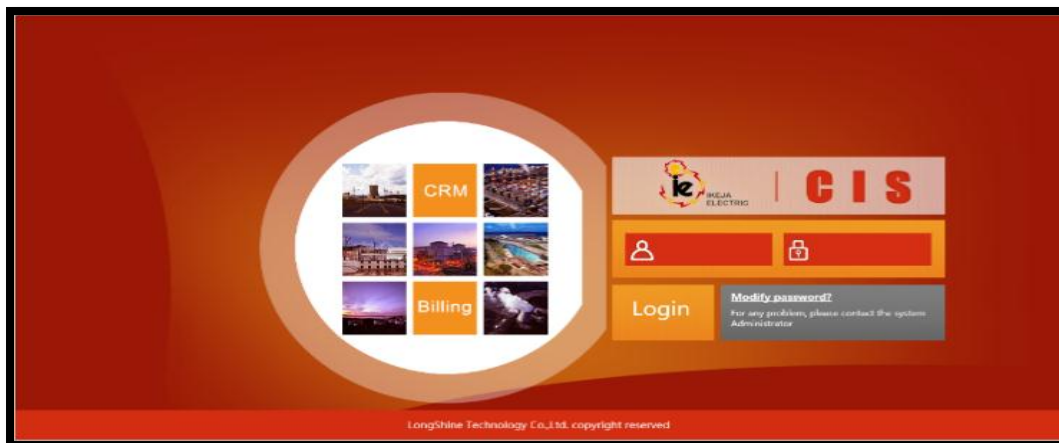 CRM
Billing
ie
IKEJA
ELECTRIC
CIS
Login
Modify password?
For any problem, please contact the system
Administrator
LongShine Technology Co.,Ltd. copyright reserved